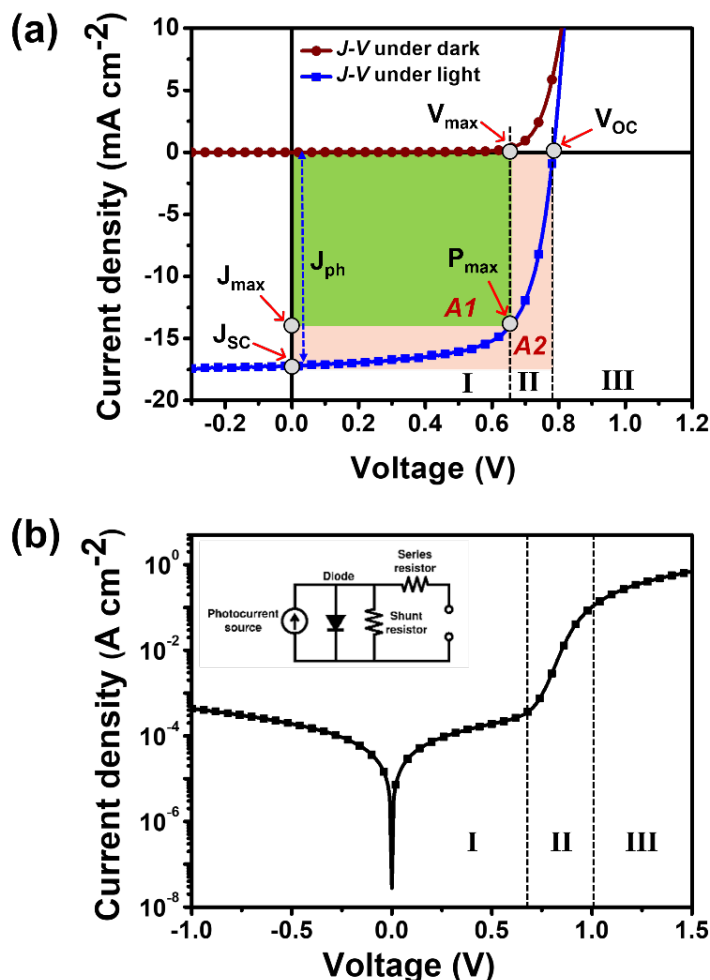 (a)
J-V under dark
J-V under light
Vmax
VOC
Jmax
Jph
Pmax
JSC
A1
A2
I
II
III
10
5
0
-5
-10
-15
-20
-0.2
0.0
0.2
0.4
0.6
0.8
1.0
1.2
Current density (mA cm-2)
Voltage (V)
(b)
Series
resistor
Diode
Photocurrent
source
Shunt
resistor
I
II
III
10^0
10^-2
10^-4
10^-6
10^-8
-1.0
-0.5
0.0
0.5
1.0
1.5
Current density (A cm-2)
Voltage (V)